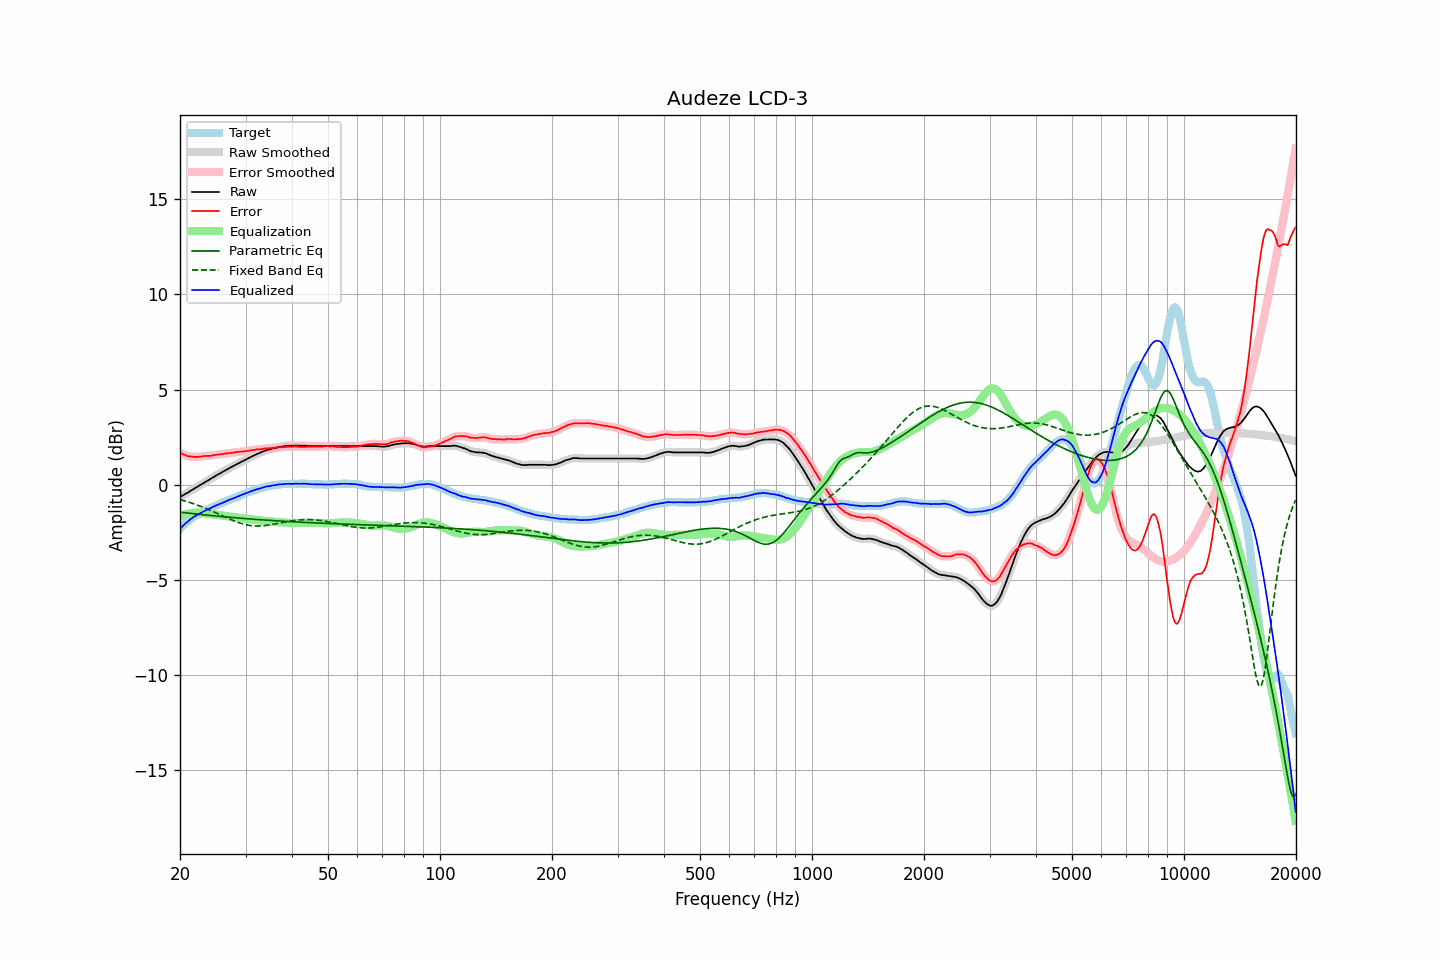 Audeze LCD-3
Target
Raw Smoothed
Error Smoothed
Raw
Error
Equalization
Parametric Eq
Fixed Band Eq
Equalized
15
10
5
0
−5
−10
−15
Amplitude (dBr)
20 50 100 200 500 1000 2000 5000 10000 20000
Frequency (Hz)